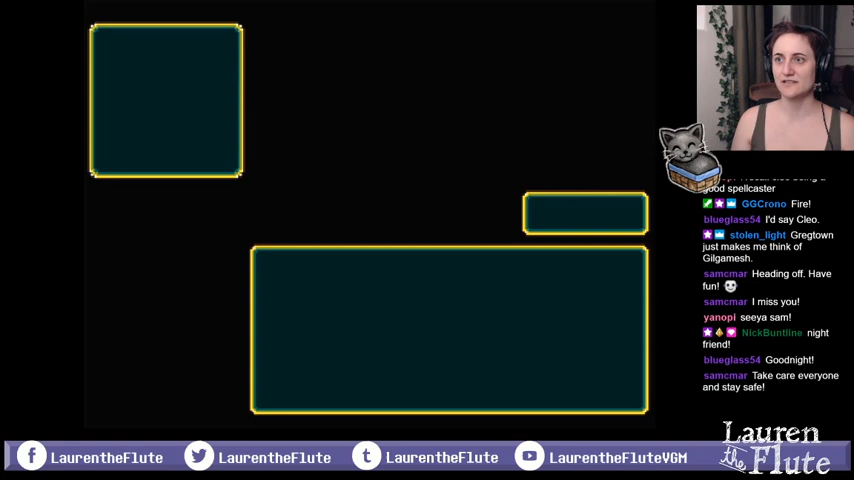 good spellcaster
GGCrono Fire!
blueglass54 I'd say Cleo.
stolen_light Gregtown
just makes me think of
Gilgamesh.
samcmar Heading off. Have
fun!
samcmar I miss you!
yanopi seeya sam!
NickBuntline night
friend!
blueglass54 Goodnight!
samcmar Take care everyone
and stay safe!
Lauren
the Flute
LaurentheFlute
LaurentheFlute
LaurentheFlute
LaurentheFluteVGM